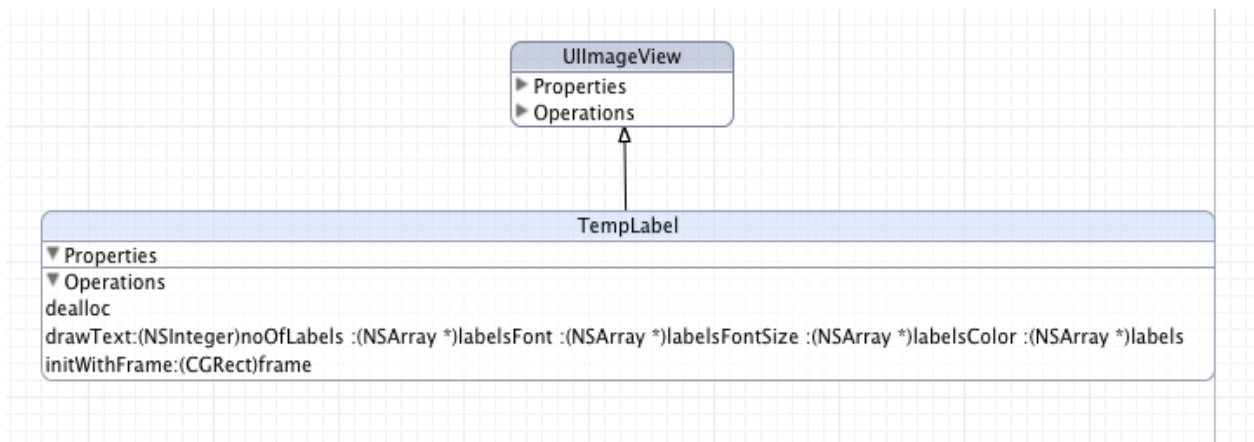 UIImageView
Properties
Operations
TempLabel
Properties
Operations
dealloc
drawText:(NSInteger)noOfLabels :(NSArray *)labelsFont :(NSArray *)labelsFontSize :(NSArray *)labelsColor :(NSArray *)labels
initWithFrame:(CGRect)frame